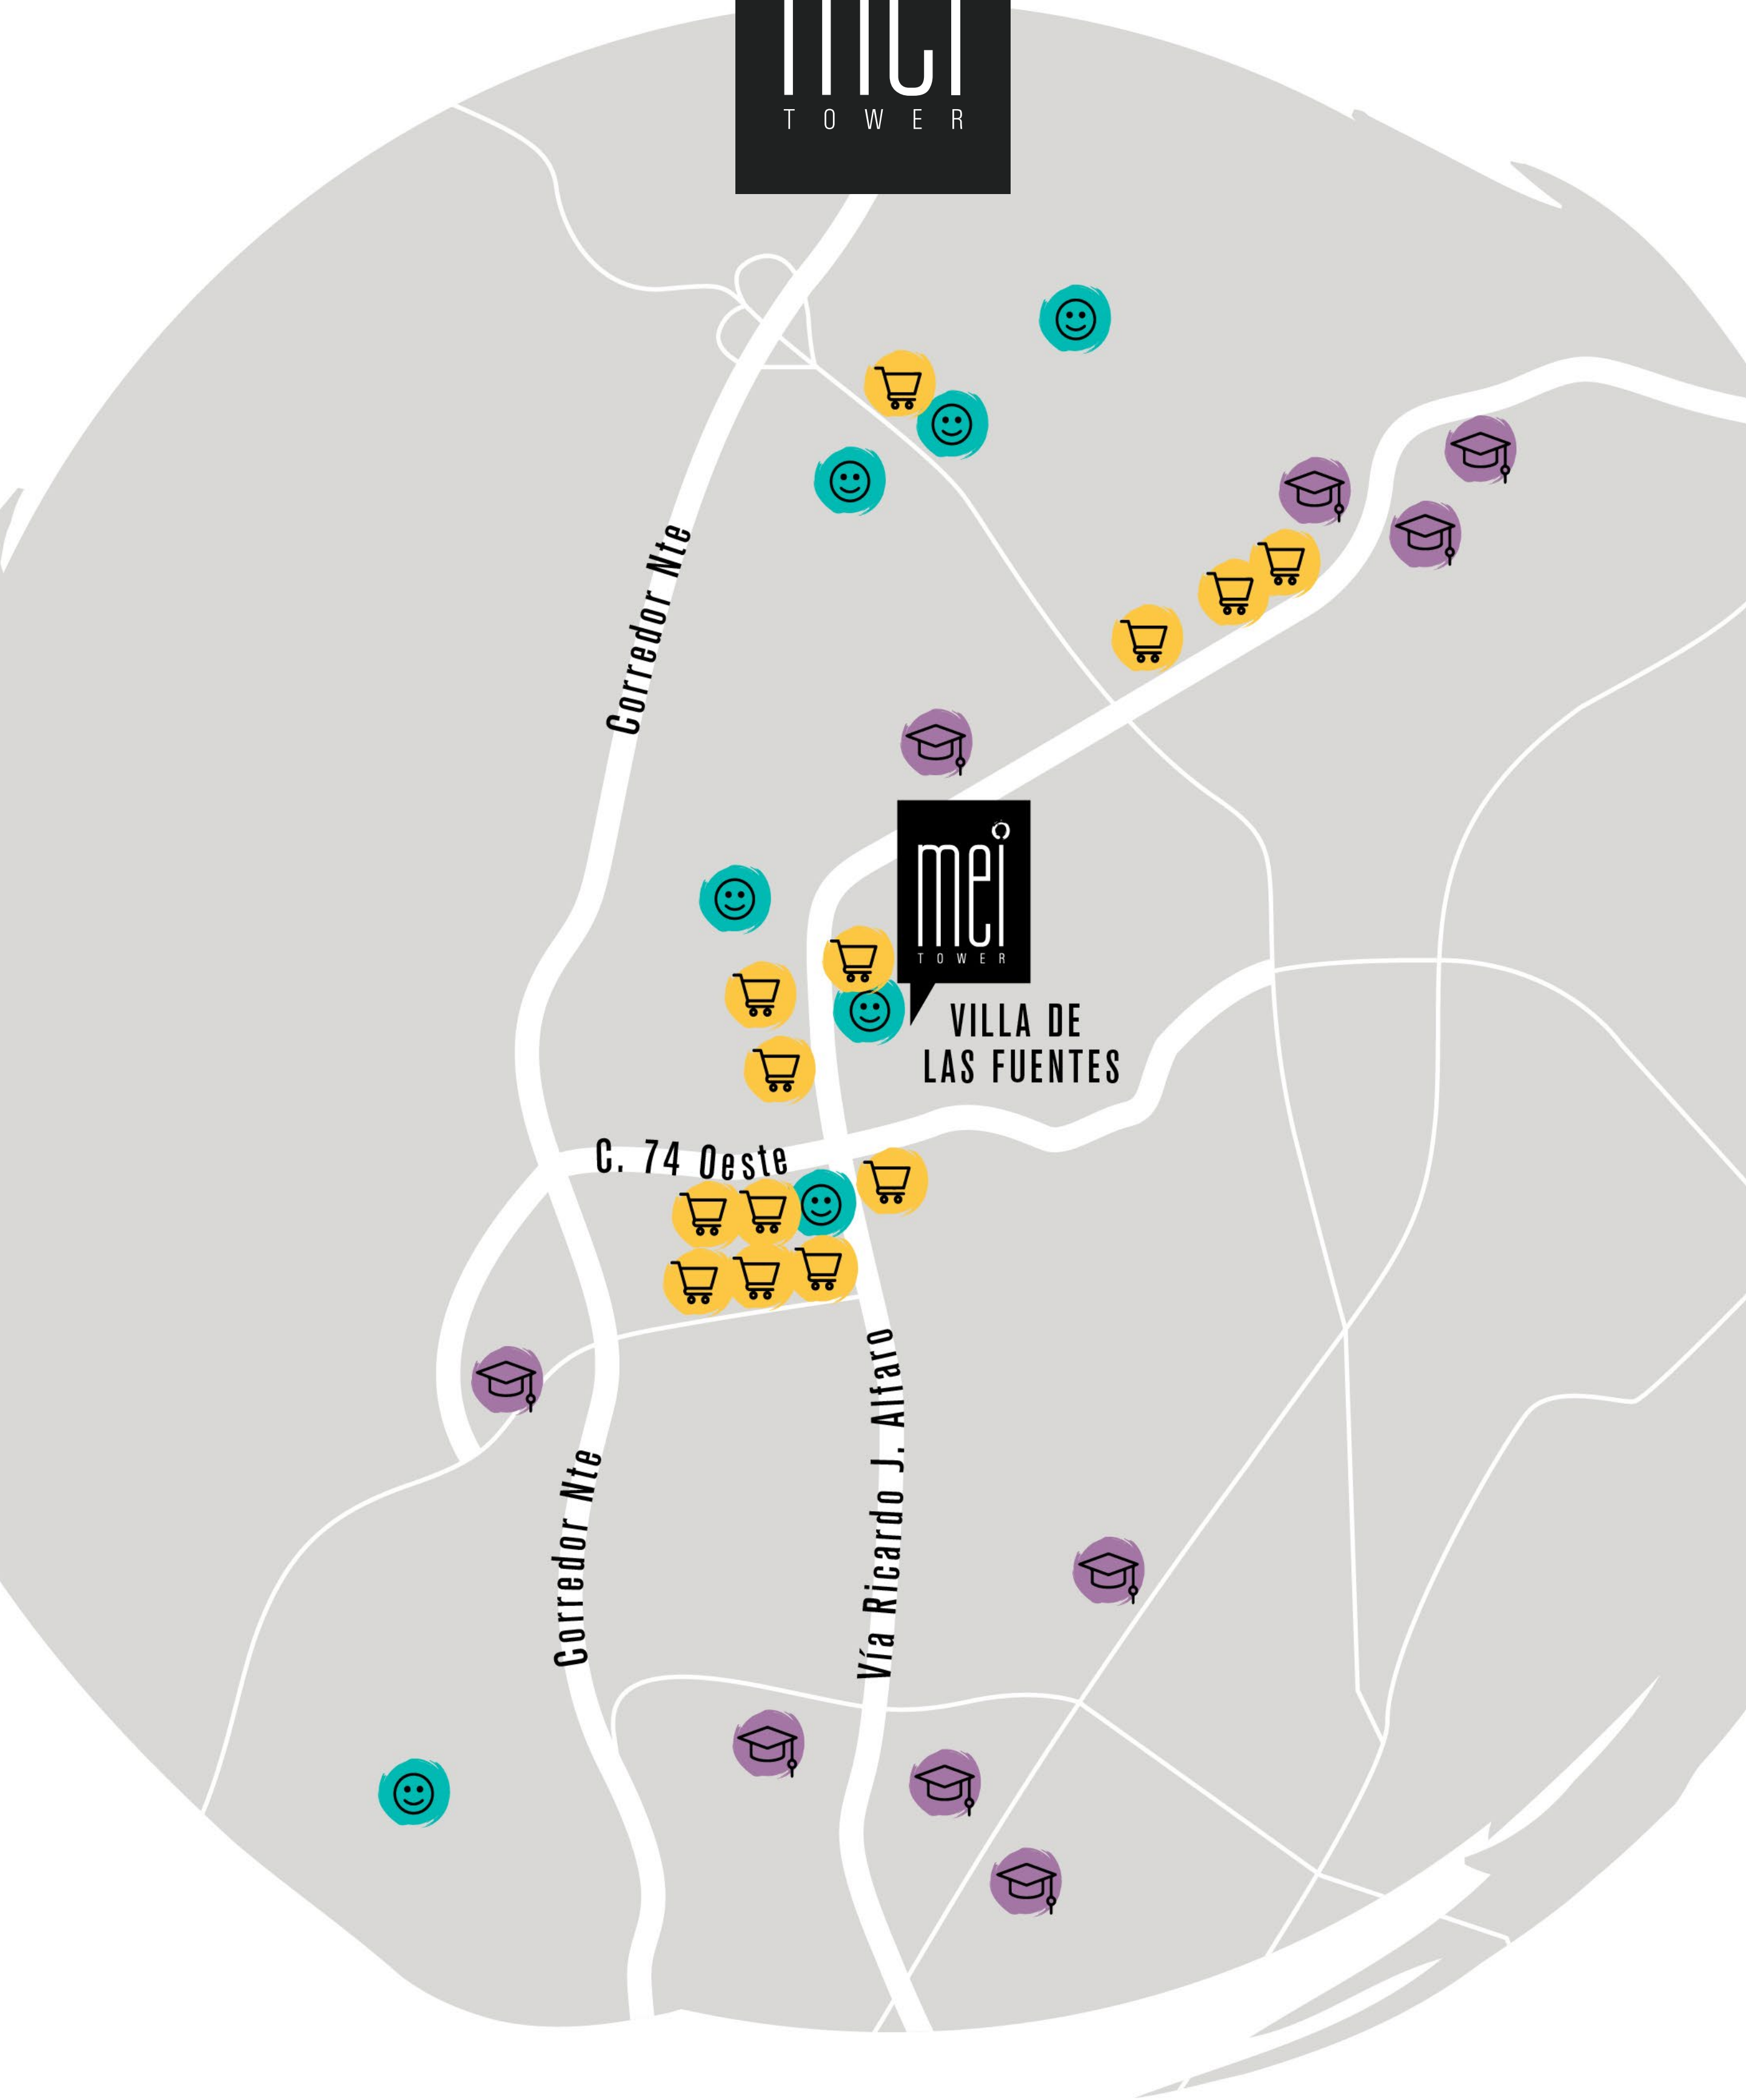 TOWER
Corredor Nte
mei
TOWER
VILLA DE
LAS FUENTES
C. 74 Oeste
Vía Ricardo J. Alfaro
Corredor Nte